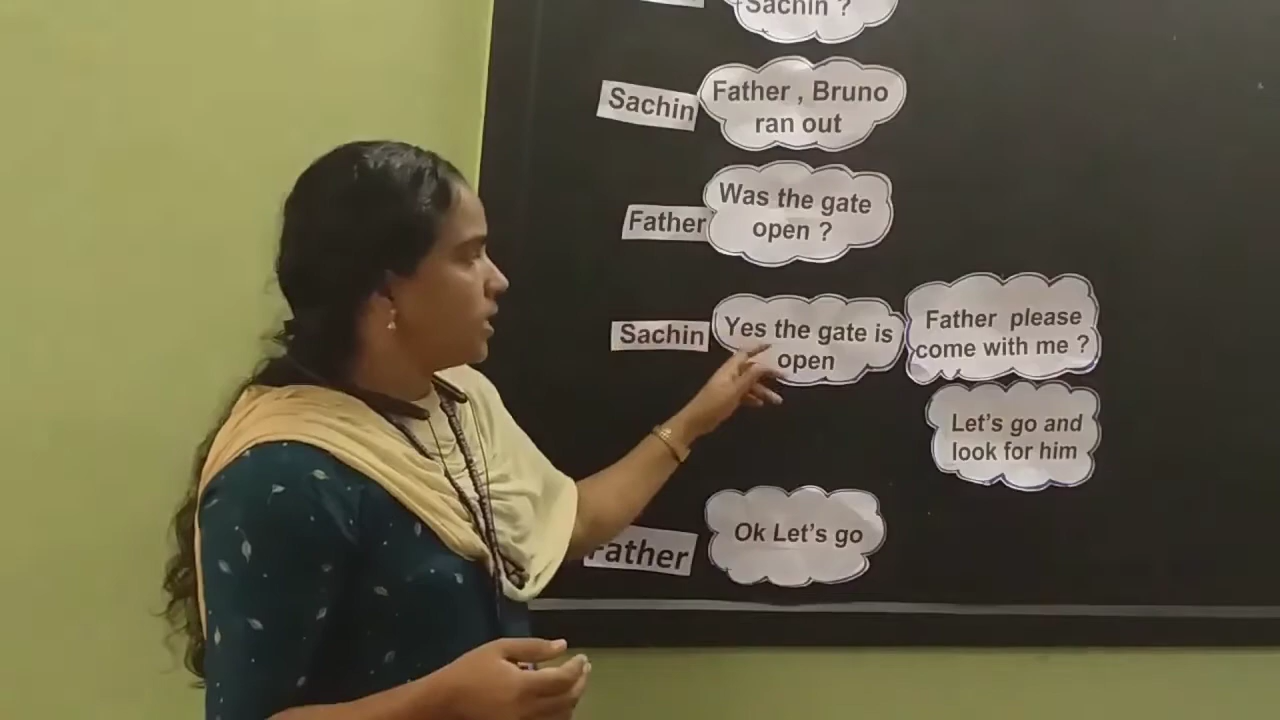 Sachin ?
Sachin
Father , Bruno
ran out
Father
Was the gate
open ?
Sachin
Yes the gate is
open
Father please
come with me ?
Let's go and
look for him
Father
Ok Let's go